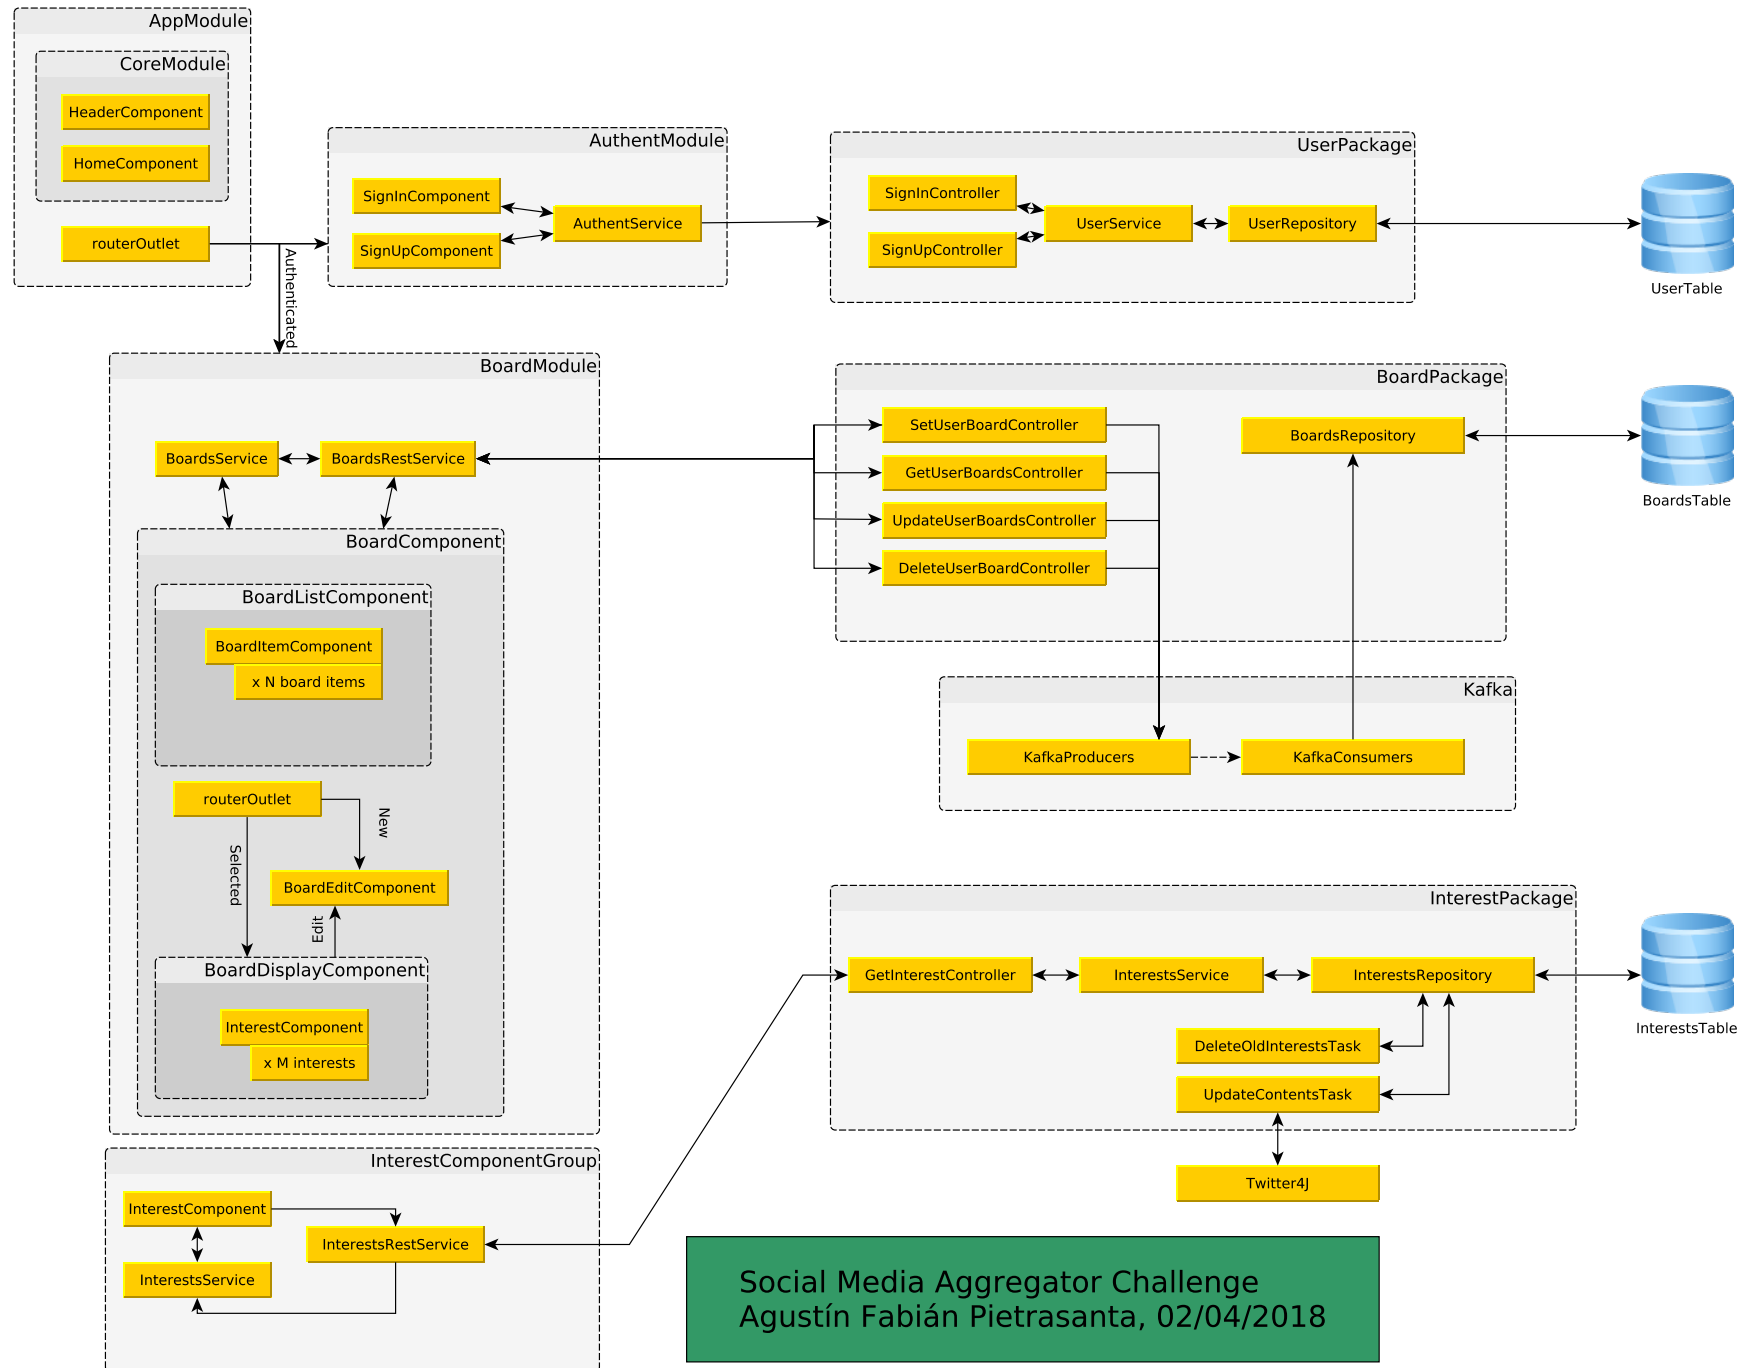 AppModule
CoreModule
HeaderComponent
HomeComponent
routerOutlet
Authenticated
AuthentModule
SignInComponent
SignUpComponent
AuthentService
UserPackage
SignInController
SignUpController
UserService
UserRepository
UserTable
BoardModule
BoardsService
BoardsRestService
BoardComponent
BoardListComponent
BoardItemComponent
x N board items
routerOutlet
New
Selected
BoardEditComponent
Edit
BoardDisplayComponent
InterestComponent
x M interests
BoardPackage
SetUserBoardController
GetUserBoardsController
UpdateUserBoardsController
DeleteUserBoardController
BoardsRepository
BoardsTable
Kafka
KafkaProducers
KafkaConsumers
InterestPackage
GetInterestController
InterestsService
InterestsRepository
DeleteOldInterestsTask
UpdateContentsTask
Twitter4J
InterestsTable
InterestComponentGroup
InterestComponent
InterestsRestService
InterestsService
Social Media Aggregator Challenge
Agustín Fabián Pietrasanta, 02/04/2018